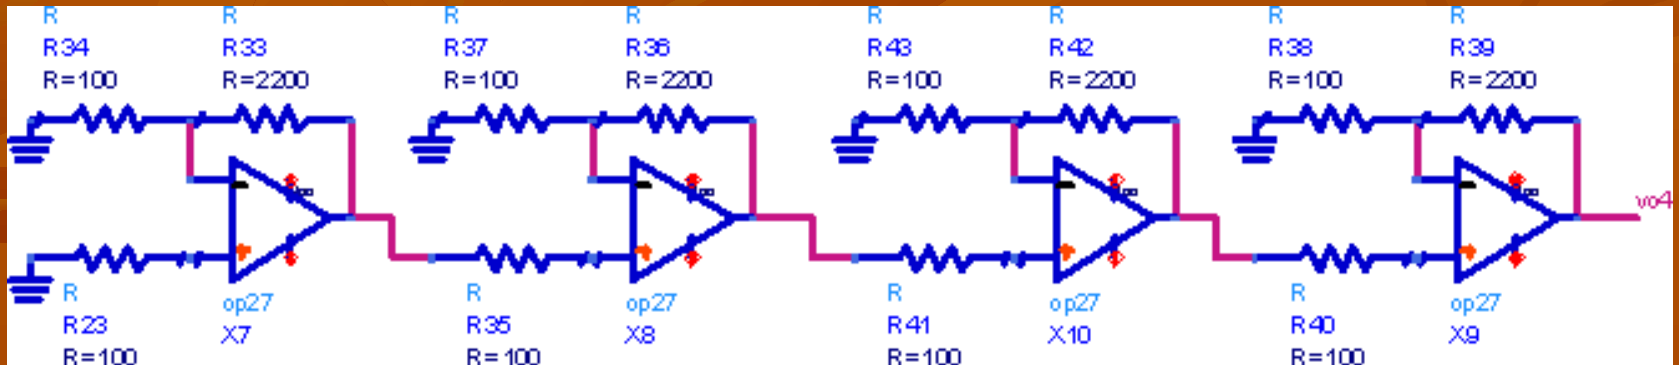 R R R R R R R R
R34 R33 R37 R36 R43 R42 R38 R39
R=100 R=2200 R=100 R=2200 R=100 R=2200 R=100 R=2200
vo4
R op27 R op27 R op27 R op27
R23 X7 R35 X8 R41 X10 R40 X9
R=100 R=100 R=100 R=100